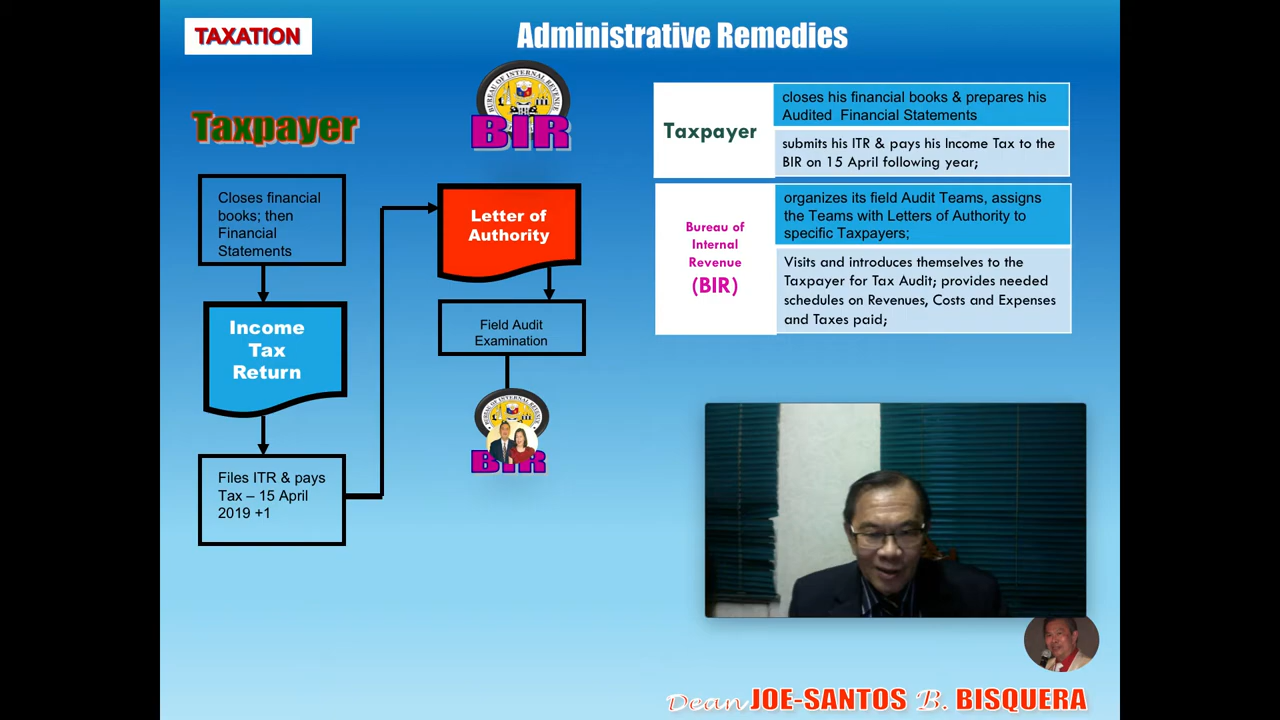 TAXATION
Administrative Remedies
Taxpayer
BUREAU OF INTERNAL REVENUE
BIR
Closes financial
books; then
Financial
Statements
Income
Tax
Return
Files ITR & pays
Tax – 15 April
2019 +1
Letter of
Authority
Field Audit
Examination
BIR
Taxpayer
closes his financial books & prepares his
Audited Financial Statements
submits his ITR & pays his Income Tax to the
BIR on 15 April following year;
Bureau of
Internal
Revenue
(BIR)
organizes its field Audit Teams, assigns
the Teams with Letters of Authority to
specific Taxpayers;
Visits and introduces themselves to the
Taxpayer for Tax Audit; provides needed
schedules on Revenues, Costs and Expenses
and Taxes paid;
Dean JOE-SANTOS B. BISQUERA